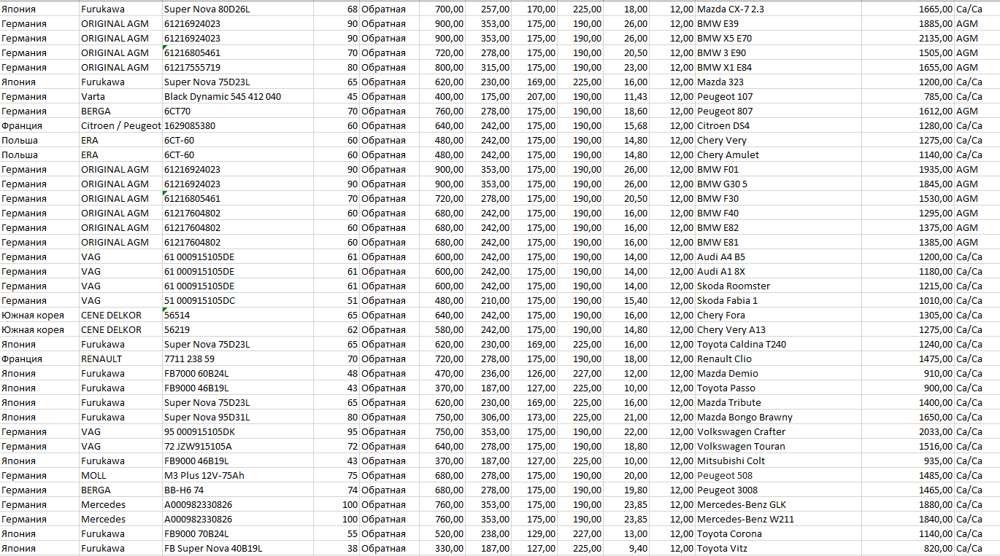 Япония Furukawa Super Nova 80D26L 68 Обратная 700,00 257,00 170,00 225,00 18,00 12,00 Mazda CX-7 2.3 1665,00 Ca/Ca
Германия ORIGINAL AGM 61216924023 90 Обратная 900,00 353,00 175,00 190,00 26,00 12,00 BMW E39 1885,00 AGM
Германия ORIGINAL AGM 61216924023 90 Обратная 900,00 353,00 175,00 190,00 26,00 12,00 BMW X5 E70 2135,00 AGM
Германия ORIGINAL AGM 61216805461 70 Обратная 720,00 278,00 175,00 190,00 20,50 12,00 BMW 3 E90 1505,00 AGM
Германия ORIGINAL AGM 61217555719 80 Обратная 800,00 315,00 175,00 190,00 23,00 12,00 BMW X1 E84 1655,00 AGM
Япония Furukawa Super Nova 75D23L 65 Обратная 620,00 230,00 169,00 225,00 16,00 12,00 Mazda 323 1200,00 Ca/Ca
Германия Varta Black Dynamic 545 412 040 45 Обратная 400,00 175,00 207,00 190,00 11,43 12,00 Peugeot 107 785,00 Ca/Ca
Германия BERGA 6CT70 70 Обратная 760,00 278,00 175,00 190,00 18,60 12,00 Peugeot 807 1612,00 AGM
Франция Citroen / Peugeot 1629085380 60 Обратная 640,00 242,00 175,00 190,00 15,68 12,00 Citroen DS4 1280,00 Ca/Ca
Польша ERA 6CT-60 60 Обратная 480,00 242,00 175,00 190,00 14,80 12,00 Chery Very 1275,00 Ca/Ca
Польша ERA 6CT-60 60 Обратная 480,00 242,00 175,00 190,00 14,80 12,00 Chery Amulet 1140,00 Ca/Ca
Германия ORIGINAL AGM 61216924023 90 Обратная 900,00 353,00 175,00 190,00 26,00 12,00 BMW F01 1935,00 AGM
Германия ORIGINAL AGM 61216924023 90 Обратная 900,00 353,00 175,00 190,00 26,00 12,00 BMW G30 5 1845,00 AGM
Германия ORIGINAL AGM 61216805461 70 Обратная 720,00 278,00 175,00 190,00 20,50 12,00 BMW F30 1530,00 AGM
Германия ORIGINAL AGM 61217604802 60 Обратная 680,00 242,00 175,00 190,00 16,00 12,00 BMW F40 1295,00 AGM
Германия ORIGINAL AGM 61217604802 60 Обратная 680,00 242,00 175,00 190,00 16,00 12,00 BMW E82 1375,00 AGM
Германия ORIGINAL AGM 61217604802 60 Обратная 680,00 242,00 175,00 190,00 16,00 12,00 BMW E81 1385,00 AGM
Германия VAG 61 000915105DE 61 Обратная 600,00 242,00 175,00 190,00 14,00 12,00 Audi A4 B5 1200,00 Ca/Ca
Германия VAG 61 000915105DE 61 Обратная 600,00 242,00 175,00 190,00 14,00 12,00 Audi A1 8X 1180,00 Ca/Ca
Германия VAG 61 000915105DE 61 Обратная 600,00 242,00 175,00 190,00 14,00 12,00 Skoda Roomster 1215,00 Ca/Ca
Германия VAG 51 000915105DC 51 Обратная 480,00 210,00 175,00 190,00 15,40 12,00 Skoda Fabia 1 1010,00 Ca/Ca
Южная корея CENE DELKOR 56514 65 Обратная 640,00 242,00 175,00 190,00 16,00 12,00 Chery Fora 1305,00 Ca/Ca
Южная корея CENE DELKOR 56219 62 Обратная 580,00 242,00 175,00 190,00 14,80 12,00 Chery Very A13 1275,00 Ca/Ca
Япония Furukawa Super Nova 75D23L 65 Обратная 620,00 230,00 169,00 225,00 16,00 12,00 Toyota Caldina T240 1240,00 Ca/Ca
Франция RENAULT 7711 238 59 70 Обратная 720,00 278,00 175,00 190,00 18,00 12,00 Renault Clio 1475,00 Ca/Ca
Япония Furukawa FB7000 60B24L 48 Обратная 470,00 236,00 126,00 227,00 12,00 12,00 Mazda Demio 910,00 Ca/Ca
Япония Furukawa FB9000 46B19L 43 Обратная 370,00 187,00 127,00 225,00 10,00 12,00 Toyota Passo 900,00 Ca/Ca
Япония Furukawa Super Nova 75D23L 65 Обратная 620,00 230,00 169,00 225,00 16,00 12,00 Mazda Tribute 1400,00 Ca/Ca
Япония Furukawa Super Nova 95D31L 80 Обратная 750,00 306,00 173,00 225,00 21,00 12,00 Mazda Bongo Brawny 1650,00 Ca/Ca
Германия VAG 95 000915105DK 95 Обратная 750,00 353,00 175,00 190,00 22,00 12,00 Volkswagen Crafter 2033,00 Ca/Ca
Германия VAG 72 JZW915105A 72 Обратная 640,00 278,00 175,00 190,00 18,80 12,00 Volkswagen Touran 1516,00 Ca/Ca
Япония Furukawa FB9000 46B19L 43 Обратная 370,00 187,00 127,00 225,00 10,00 12,00 Mitsubishi Colt 935,00 Ca/Ca
Германия MOLL M3 Plus 12V-75Ah 75 Обратная 680,00 278,00 175,00 190,00 20,00 12,00 Peugeot 508 1485,00 Ca/Ca
Германия BERGA BB-H6 74 74 Обратная 680,00 278,00 175,00 190,00 19,80 12,00 Peugeot 3008 1465,00 Ca/Ca
Германия Mercedes A000982330826 100 Обратная 760,00 353,00 175,00 190,00 23,85 12,00 Mercedes-Benz GLK 1880,00 Ca/Ca
Германия Mercedes A000982330826 100 Обратная 760,00 353,00 175,00 190,00 23,85 12,00 Mercedes-Benz W211 1840,00 Ca/Ca
Япония Furukawa FB9000 70B24L 55 Обратная 520,00 238,00 129,00 227,00 13,00 12,00 Toyota Corona 1140,00 Ca/Ca
Япония Furukawa FB Super Nova 40B19L 38 Обратная 330,00 187,00 127,00 225,00 9,40 12,00 Toyota Vitz 820,00 Ca/Ca